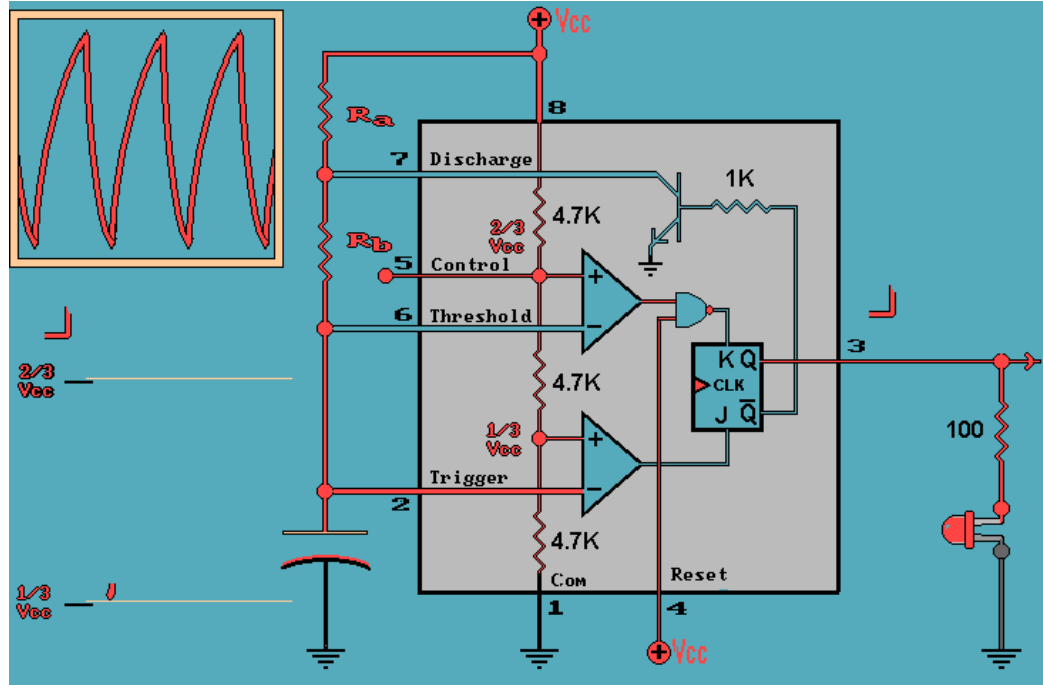 Vcc
8
Ra
7 Discharge
1K
4.7K
2/3
Vcc
Rb
5 Control
6 Threshold
3
K Q
CLK
J Q̅
2/3
Vcc
4.7K
1/3
Vcc
100
Trigger
2
4.7K
Com
Reset
1/3
Vcc
1
4
Vcc